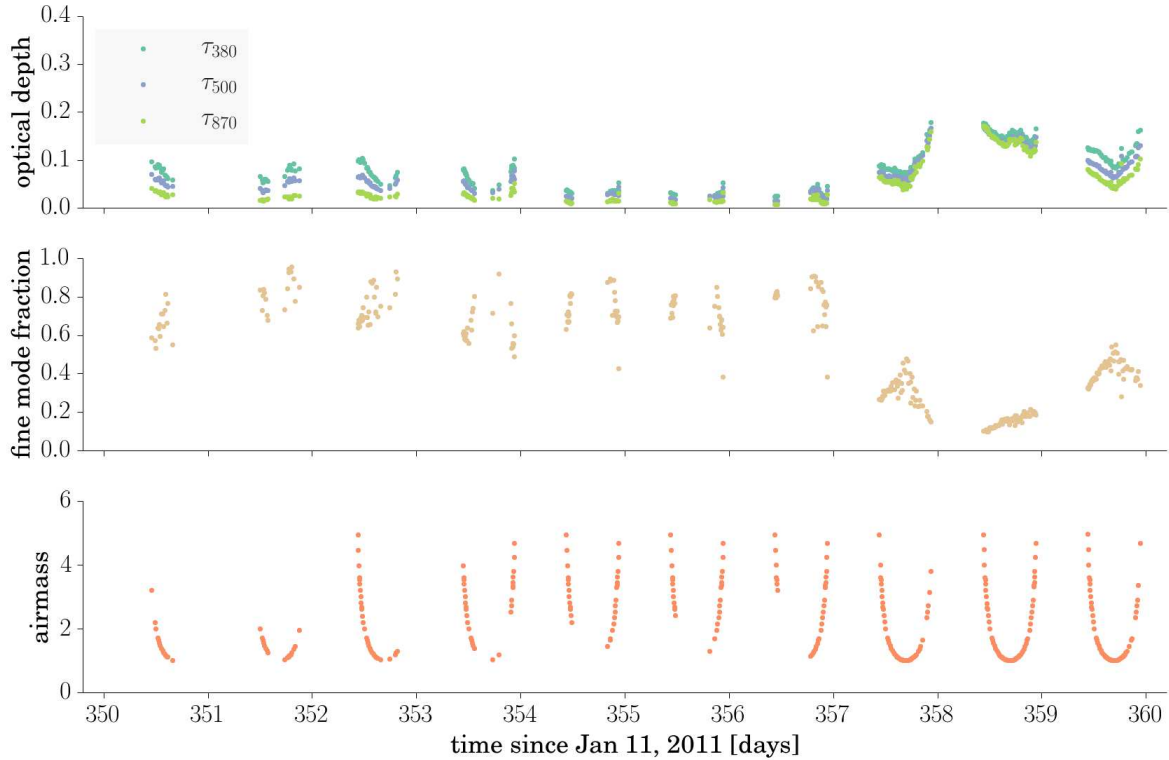 optical depth
0.4
0.3
0.2
0.1
0.0
τ380
τ500
τ870
fine mode fraction
1.0
0.8
0.6
0.4
0.2
0.0
airmass
6
4
2
0
350 351 352 353 354 355 356 357 358 359 360
time since Jan 11, 2011 [days]